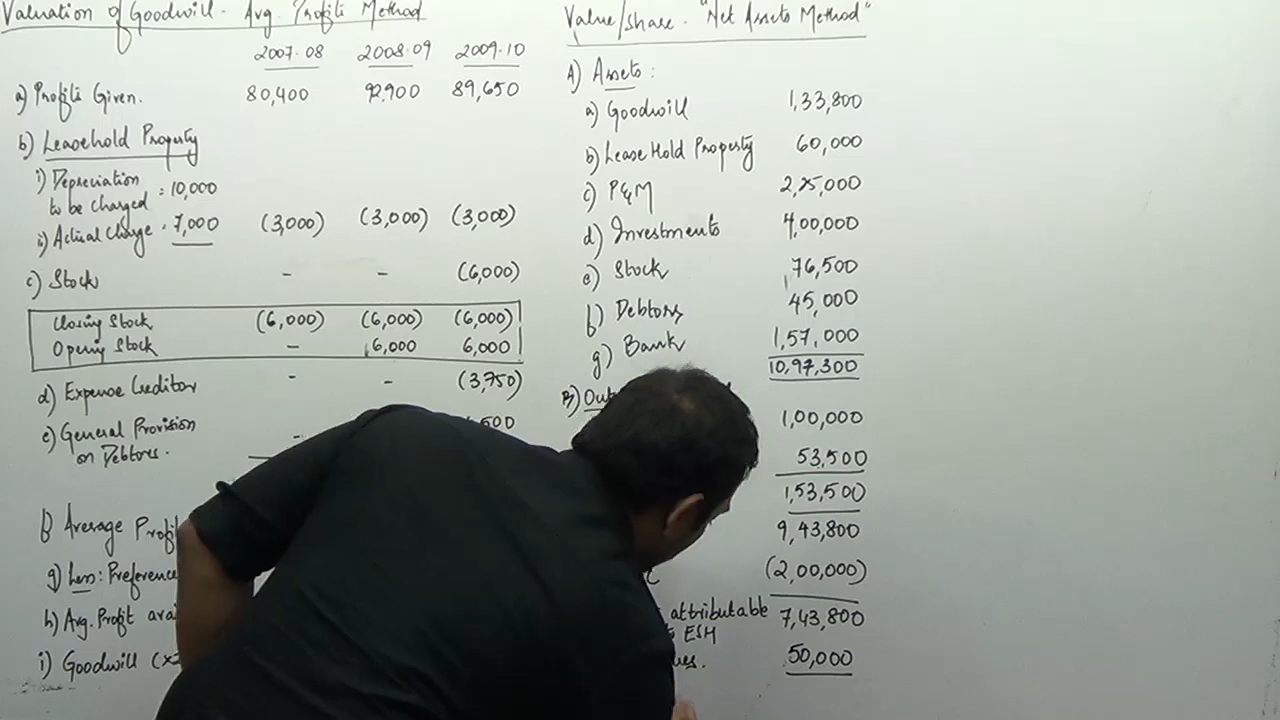 Valuation of Goodwill - Avg. Profits Method
2007-08 2008-09 2009-10
a) Profits Given. 80,400 92,900 89,650
b) Leasehold Property
i) Depreciation
to be charged = 10,000
ii) Actual Charge = 7,000 (3,000) (3,000) (3,000)
c) Stock - - (6,000)
Closing Stock (6,000) (6,000) (6,000)
Opening Stock - 6,000 6,000
d) Expense Creditor - - (3,750)
e) General Provision - 500
on Debtors.
f) Average Profit
g) Less: Preference
h) Avg. Profit
i) Goodwill
Value/share - "Net Assets Method"
A) Assets:
a) Goodwill 1,33,800
b) Lease Hold Property 60,000
c) P&M 2,25,000
d) Investments 4,00,000
e) Stock 76,500
f) Debtors 45,000
g) Bank 1,57,000
10,97,300
B) Out
1,00,000
53,500
1,53,500
9,43,800
(2,00,000)
attributable 7,43,800
ESH
50,000